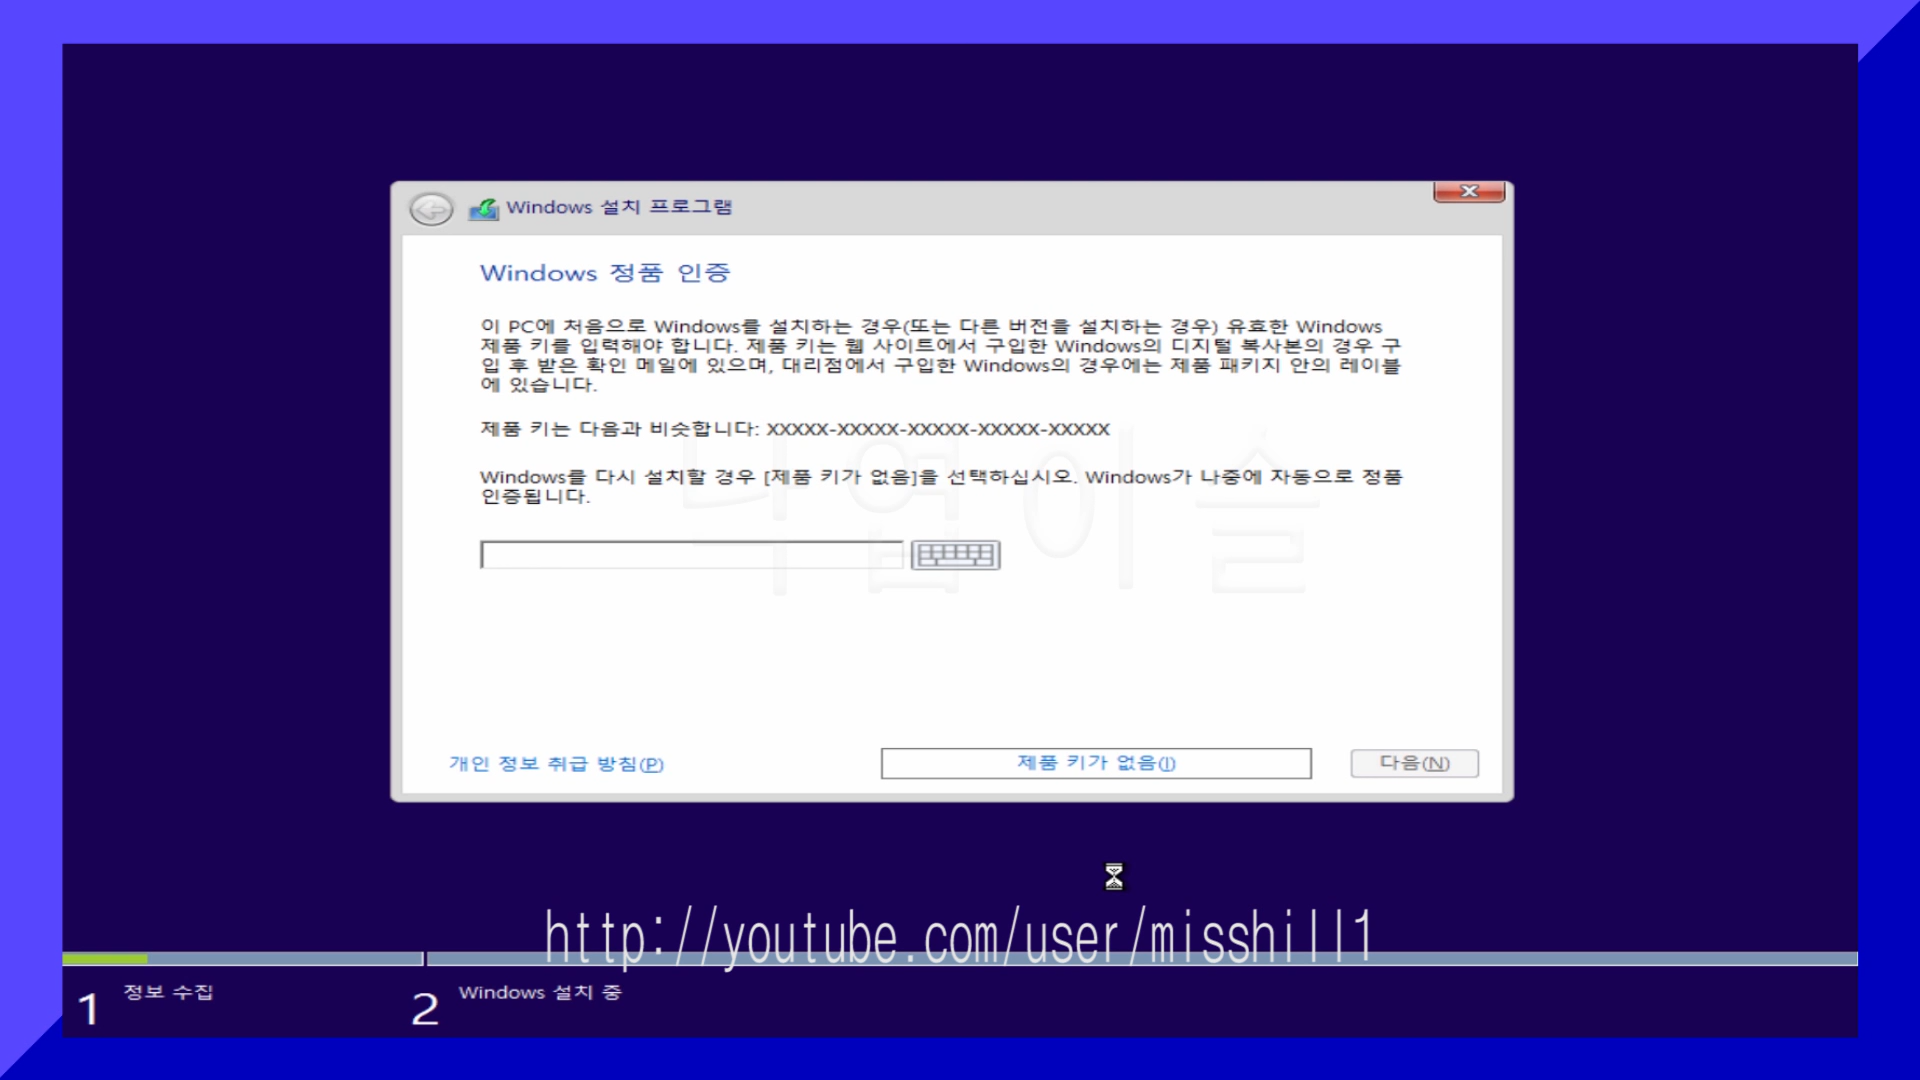 Windows 설치 프로그램
Windows 정품 인증
이 PC에 처음으로 Windows를 설치하는 경우(또는 다른 버전을 설치하는 경우) 유효한 Windows
제품 키를 입력해야 합니다. 제품 키는 웹 사이트에서 구입한 Windows의 디지털 복사본의 경우 구
입 후 받은 확인 메일에 있으며, 대리점에서 구입한 Windows의 경우에는 제품 패키지 안의 레이블
에 있습니다.
제품 키는 다음과 비슷합니다: XXXXX-XXXXX-XXXXX-XXXXX-XXXXX
Windows를 다시 설치할 경우 [제품 키가 없음]을 선택하십시오. Windows가 나중에 자동으로 정품
인증됩니다.
늬엽이슬
개인 정보 취급 방침(P)
제품 키가 없음(I)
다음(N)
http://youtube.com/user/misshill1
1 정보 수집
2 Windows 설치 중